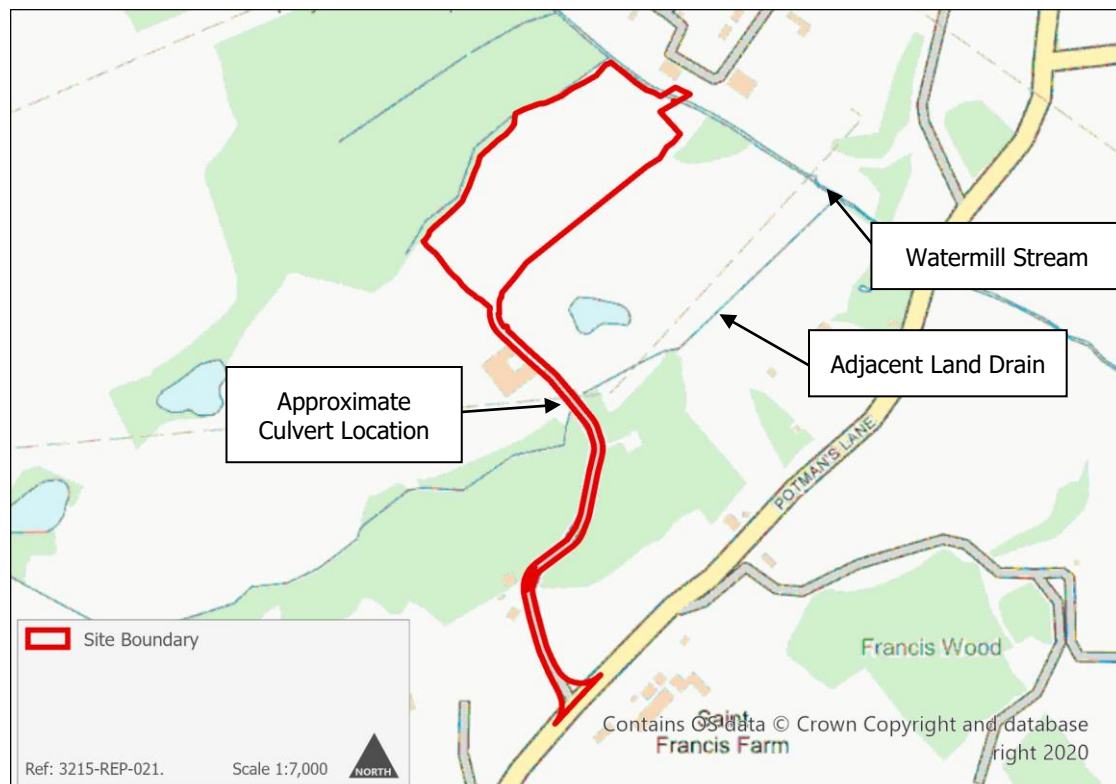 Watermill Stream
Adjacent Land Drain
Approximate
Culvert Location
POTMAN'S LANE
Francis Wood
Saint
Francis Farm
Contains OS data © Crown Copyright and database
right 2020
Site Boundary
Ref: 3215-REP-021.
Scale 1:7,000
NORTH